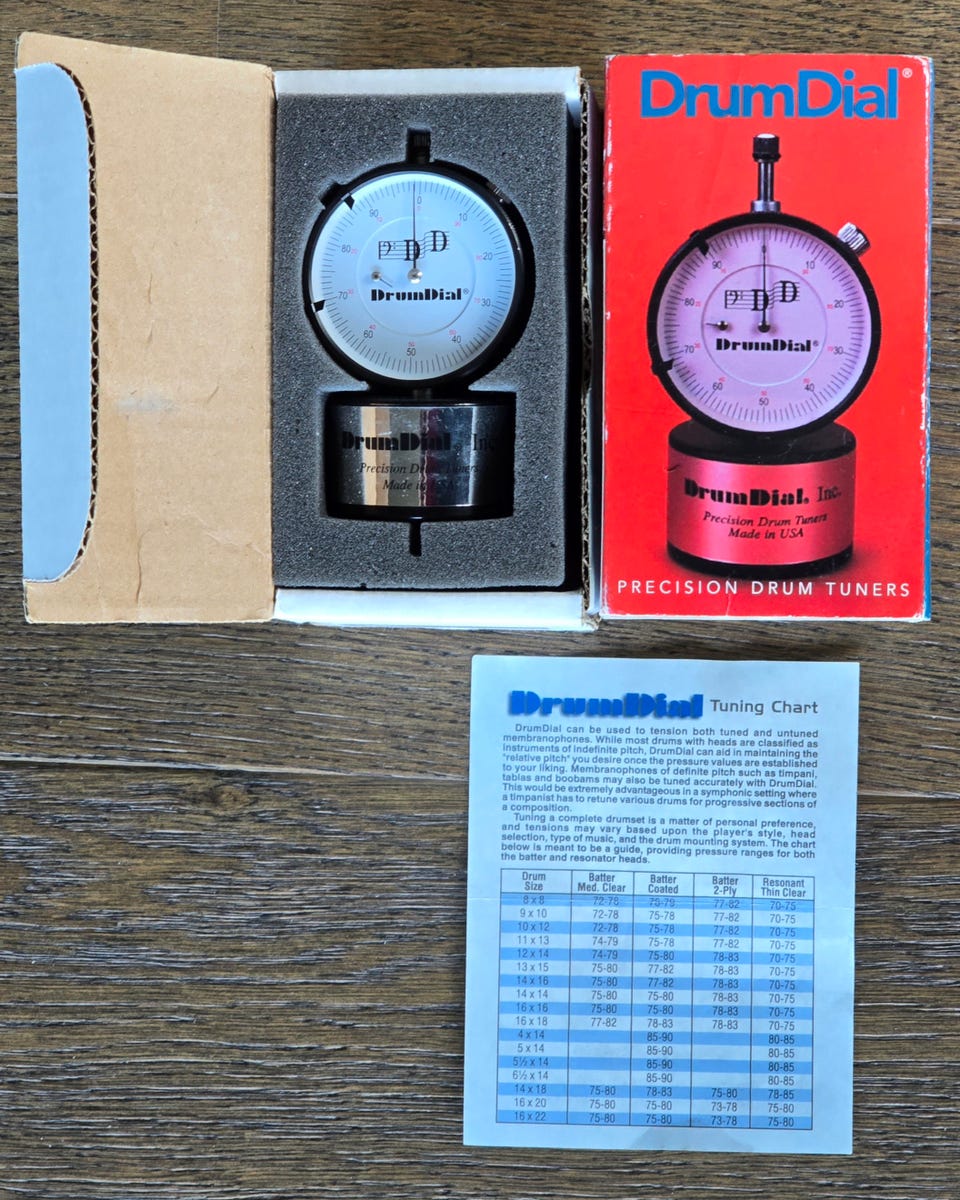 0
10
90
90
10
80
20
20
80
DD
DrumDial®
70
30
30
70
60
40
40
60
50
50
DrumDial, Inc.
Precision Drum Tuners
Made in USA
DrumDial®
90
10
80
20
DD
DrumDial®
70
30
60
40
50
DrumDial, Inc.
Precision Drum Tuners
Made in USA
PRECISION DRUM TUNERS
DrumDial Tuning Chart
DrumDial can be used to tension both tuned and untuned
membranophones. While most drums with heads are classified as
instruments of indefinite pitch, DrumDial can aid in maintaining the
"relative pitch" you desire once the pressure values are established
to your liking. Membranophones of definite pitch such as timpani,
tablas and boobams may also be tuned accurately with DrumDial.
This would be extremely advantageous in a symphonic setting where
a timpanist has to retune various drums for progressive sections of
a composition.
Tuning a complete drumset is a matter of personal preference,
and tensions may vary based upon the player's style, head
selection, type of music, and the drum mounting system. The chart
below is meant to be a guide, providing pressure ranges for both
the batter and resonator heads.
Drum Size Batter Med. Clear Batter Coated Batter 2-Ply Resonant Thin Clear
8 x 8 72-78 75-79 77-82 70-75
9 x 10 72-78 75-78 77-82 70-75
10 x 12 72-78 75-78 77-82 70-75
11 x 13 74-79 75-78 77-82 70-75
12 x 14 74-79 75-80 78-83 70-75
13 x 15 75-80 77-82 78-83 70-75
14 x 16 75-80 77-82 78-83 70-75
14 x 14 75-80 75-80 78-83 70-75
16 x 16 75-80 75-80 78-83 70-75
16 x 18 77-82 78-83 78-83 70-75
4 x 14 85-90 80-85
5 x 14 85-90 80-85
5½ x 14 85-90 80-85
6½ x 14 85-90 80-85
14 x 18 75-80 78-83 75-80 78-85
16 x 20 75-80 75-80 73-78 75-80
16 x 22 75-80 75-80 73-78 75-80